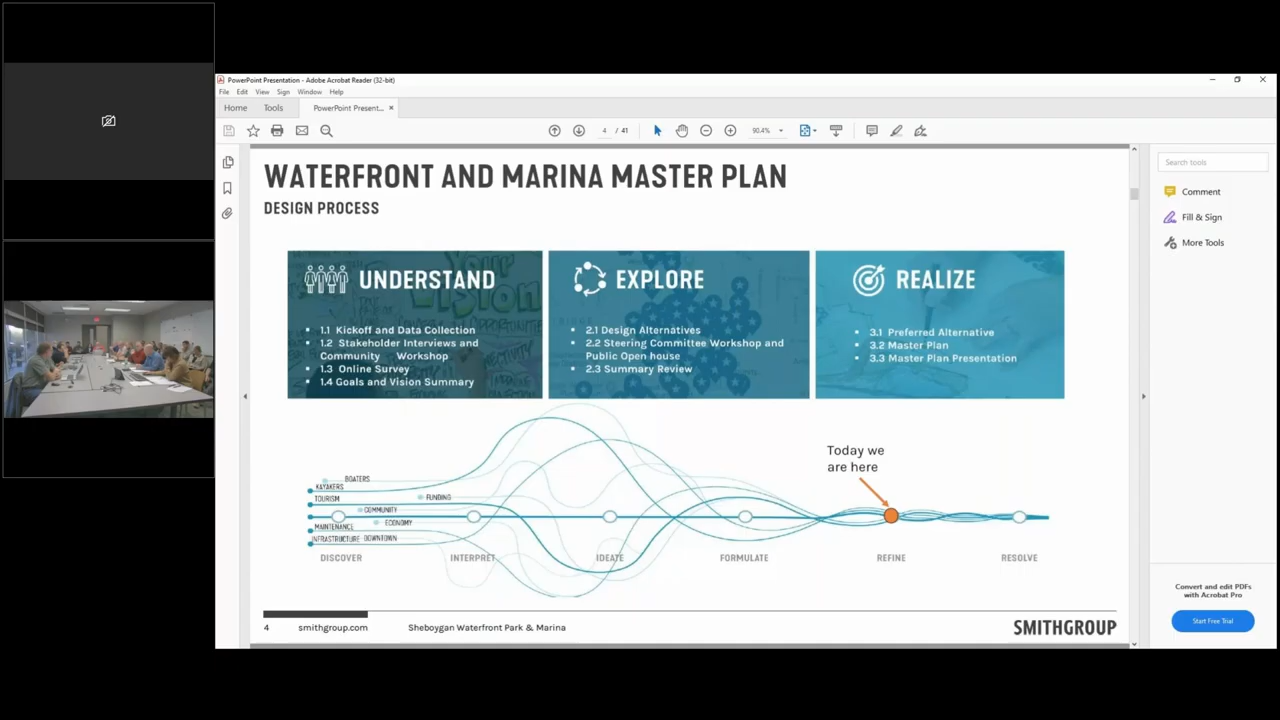 PowerPoint Presentation - Adobe Acrobat Reader (32-bit)
File Edit View Sign Window Help
Home Tools PowerPoint Present... ×
4 / 41 90.4%
WATERFRONT AND MARINA MASTER PLAN
DESIGN PROCESS
UNDERSTAND
1.1 Kickoff and Data Collection
1.2 Stakeholder Interviews and
Community Workshop
1.3 Online Survey
1.4 Goals and Vision Summary
EXPLORE
2.1 Design Alternatives
2.2 Steering Committee Workshop and
Public Open house
2.3 Summary Review
REALIZE
3.1 Preferred Alternative
3.2 Master Plan
3.3 Master Plan Presentation
Today we
are here
BOATERS
KAYAKERS
TOURISM
FUNDING
COMMUNITY
ECONOMY
MAINTENANCE
INFRASTRUCTURE DOWNTOWN
DISCOVER INTERPRET IDEATE FORMULATE REFINE RESOLVE
4 smithgroup.com Sheboygan Waterfront Park & Marina SMITHGROUP
Search tools
Comment
Fill & Sign
More Tools
Convert and edit PDFs
with Acrobat Pro
Start Free Trial